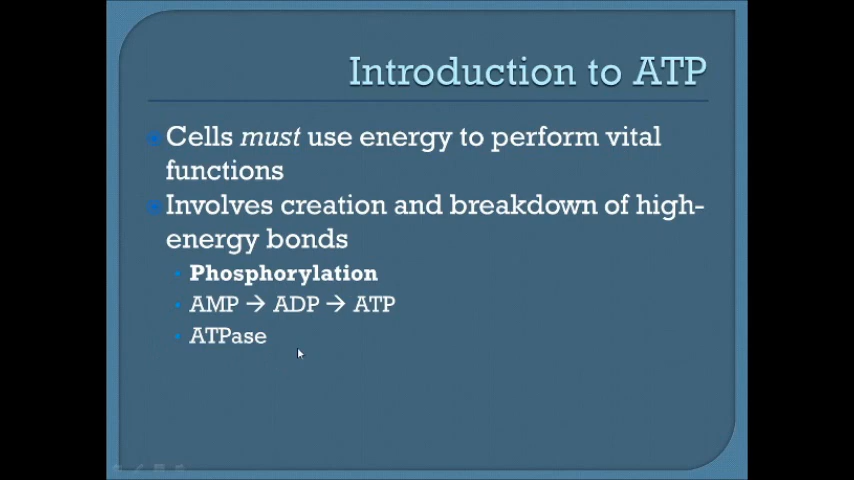 Introduction to ATP
Cells must use energy to perform vital
functions
Involves creation and breakdown of high-
energy bonds
Phosphorylation
AMP → ADP → ATP
ATPase